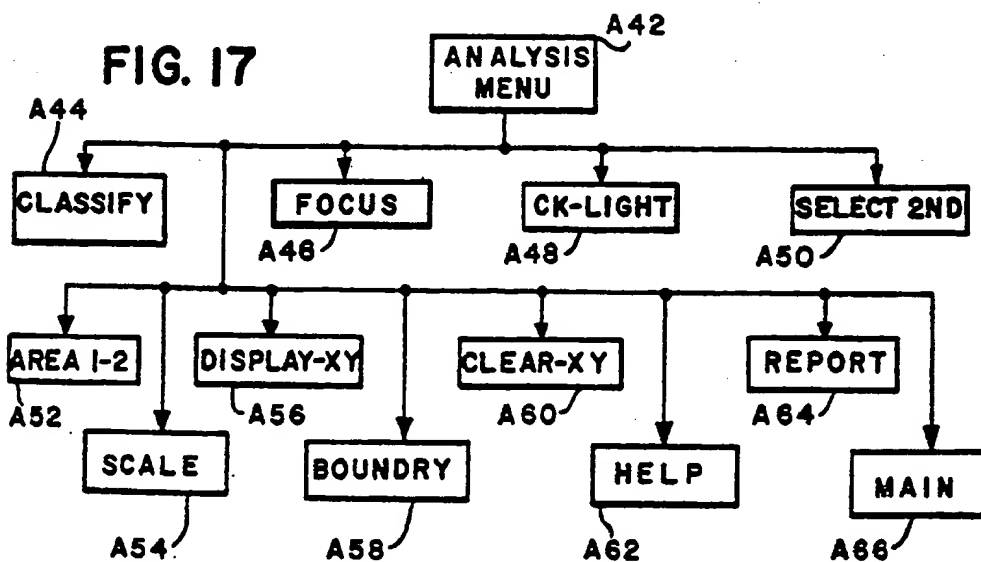 FIG. 17
A42
ANALYSIS
MENU
A44
CLASSIFY
FOCUS
CK-LIGHT
SELECT 2ND
A46
A48
A50
AREA 1-2
DISPLAY-XY
CLEAR-XY
REPORT
A52
A56
A60
A64
SCALE
BOUNDRY
HELP
MAIN
A54
A58
A62
A66